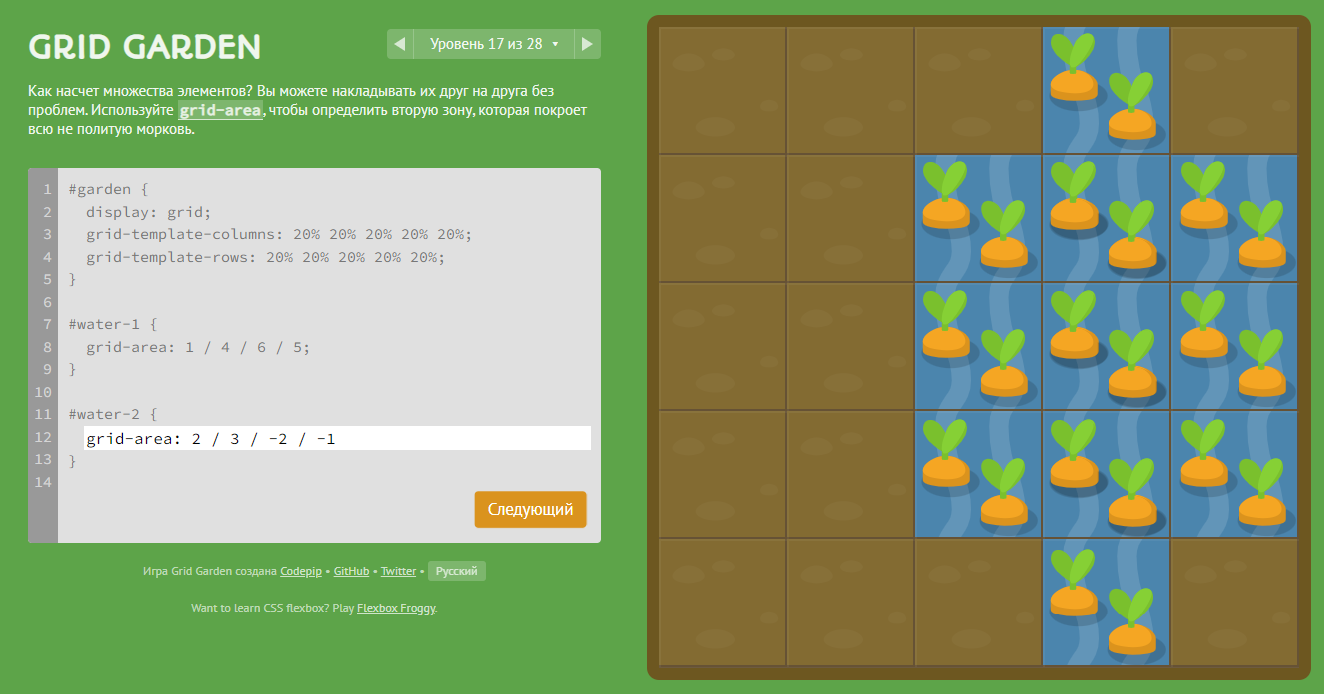 GRID GARDEN
Уровень 17 из 28
Как насчет множества элементов? Вы можете накладывать их друг на друга без
проблем. Используйте grid-area, чтобы определить вторую зону, которая покроет
всю не политую морковь.
1 #garden {
2 display: grid;
3 grid-template-columns: 20% 20% 20% 20% 20%;
4 grid-template-rows: 20% 20% 20% 20% 20%;
5 }
6
7 #water-1 {
8 grid-area: 1 / 4 / 6 / 5;
9 }
10
11 #water-2 {
12 grid-area: 2 / 3 / -2 / -1
13 }
14
Следующий
Игра Grid Garden создана Codepip • GitHub • Twitter • Русский
Want to learn CSS flexbox? Play Flexbox Froggy.